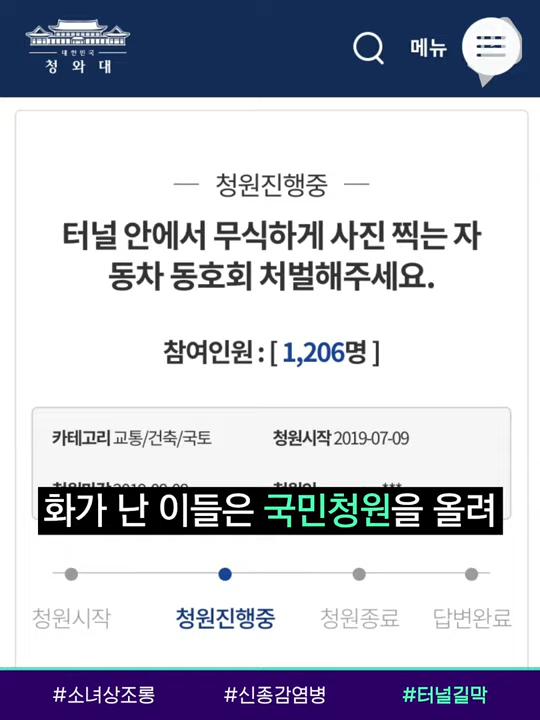 대한민국
청와대
메뉴
청원진행중
터널 안에서 무식하게 사진 찍는 자
동차 동호회 처벌해주세요.
참여인원 : [ 1,206명 ]
카테고리 교통/건축/국토 청원시작 2019-07-09
화가 난 이들은 국민청원을 올려
청원시작 청원진행중 청원종료 답변완료
#소녀상조롱 #신종감염병 #터널길막